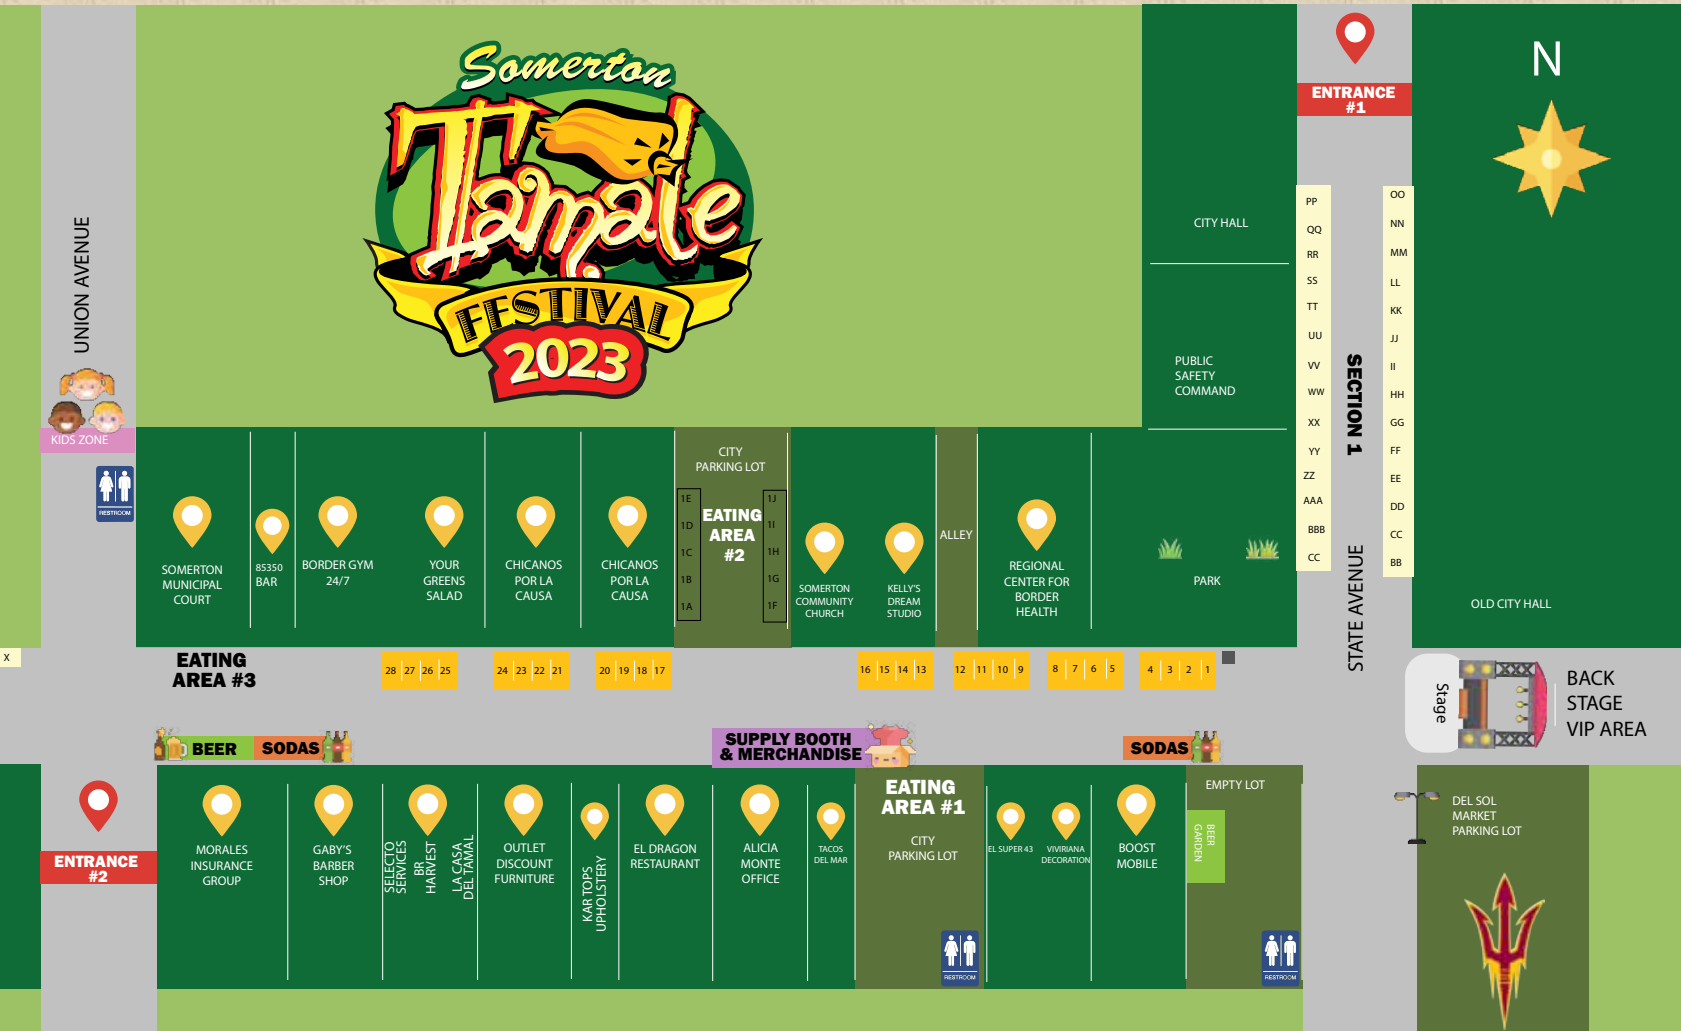 Somerton
Tamale
FESTIVAL
2023
N
ENTRANCE
#1
UNION AVENUE
KIDS ZONE
RESTROOM
CITY HALL
PUBLIC
SAFETY
COMMAND
PP
QQ
RR
SS
TT
UU
VV
WW
XX
YY
ZZ
AAA
BBB
CC
SECTION 1
STATE AVENUE
OO
NN
MM
LL
KK
JJ
II
HH
GG
FF
EE
DD
CC
BB
OLD CITY HALL
SOMERTON
MUNICIPAL
COURT
85350
BAR
BORDER GYM
24/7
YOUR
GREENS
SALAD
CHICANOS
POR LA
CAUSA
CHICANOS
POR LA
CAUSA
CITY
PARKING LOT
1E
1D
1C
1B
1A
EATING
AREA
#2
1J
1I
1H
1G
1F
SOMERTON
COMMUNITY
CHURCH
KELLY'S
DREAM
STUDIO
ALLEY
REGIONAL
CENTER FOR
BORDER
HEALTH
PARK
X
EATING
AREA #3
28 27 26 25
24 23 22 21
20 19 18 17
16 15 14 13
12 11 10 9
8 7 6 5
4 3 2 1
Stage
BACK
STAGE
VIP AREA
BEER
SODAS
SUPPLY BOOTH
& MERCHANDISE
SODAS
ENTRANCE
#2
MORALES
INSURANCE
GROUP
GABY'S
BARBER
SHOP
SELECTO
SERVICES
BR
HARVEST
LA CASA
DEL TAMAL
OUTLET
DISCOUNT
FURNITURE
KAR TOPS
UPHOLSTERY
EL DRAGON
RESTAURANT
ALICIA
MONTE
OFFICE
TACOS
DEL MAR
EATING
AREA #1
CITY
PARKING LOT
RESTROOM
EL SUPER 43
VIVIRIANA
DECORATION
BOOST
MOBILE
EMPTY LOT
BEER
GARDEN
RESTROOM
DEL SOL
MARKET
PARKING LOT